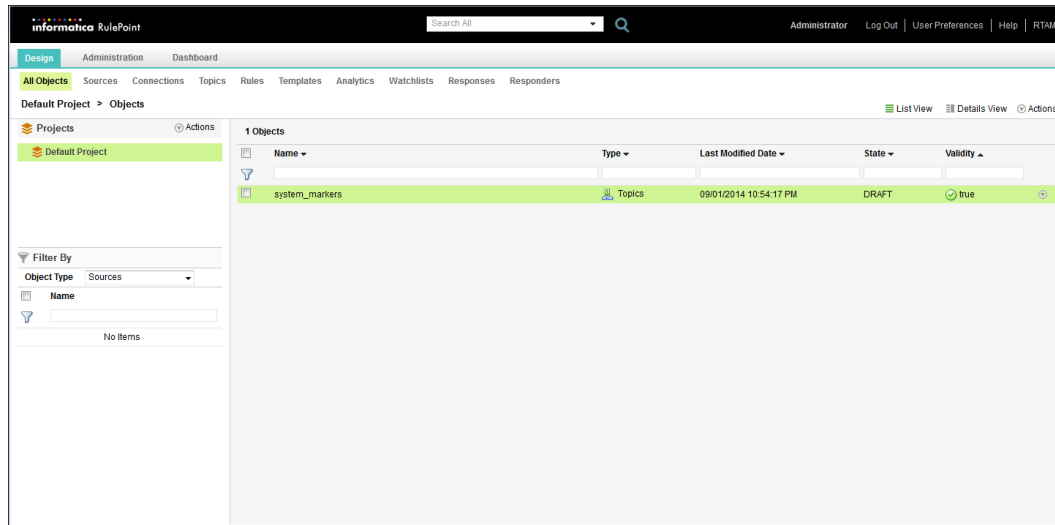 informatica RulePoint
Search All
Administrator Log Out | User Preferences | Help | RTAM
Design Administration Dashboard
All Objects Sources Connections Topics Rules Templates Analytics Watchlists Responses Responders
Default Project > Objects
List View Details View Actions
Projects Actions
Default Project
1 Objects
Name Type Last Modified Date State Validity
system_markers Topics 09/01/2014 10:54:17 PM DRAFT true
Filter By
Object Type Sources
Name
No Items